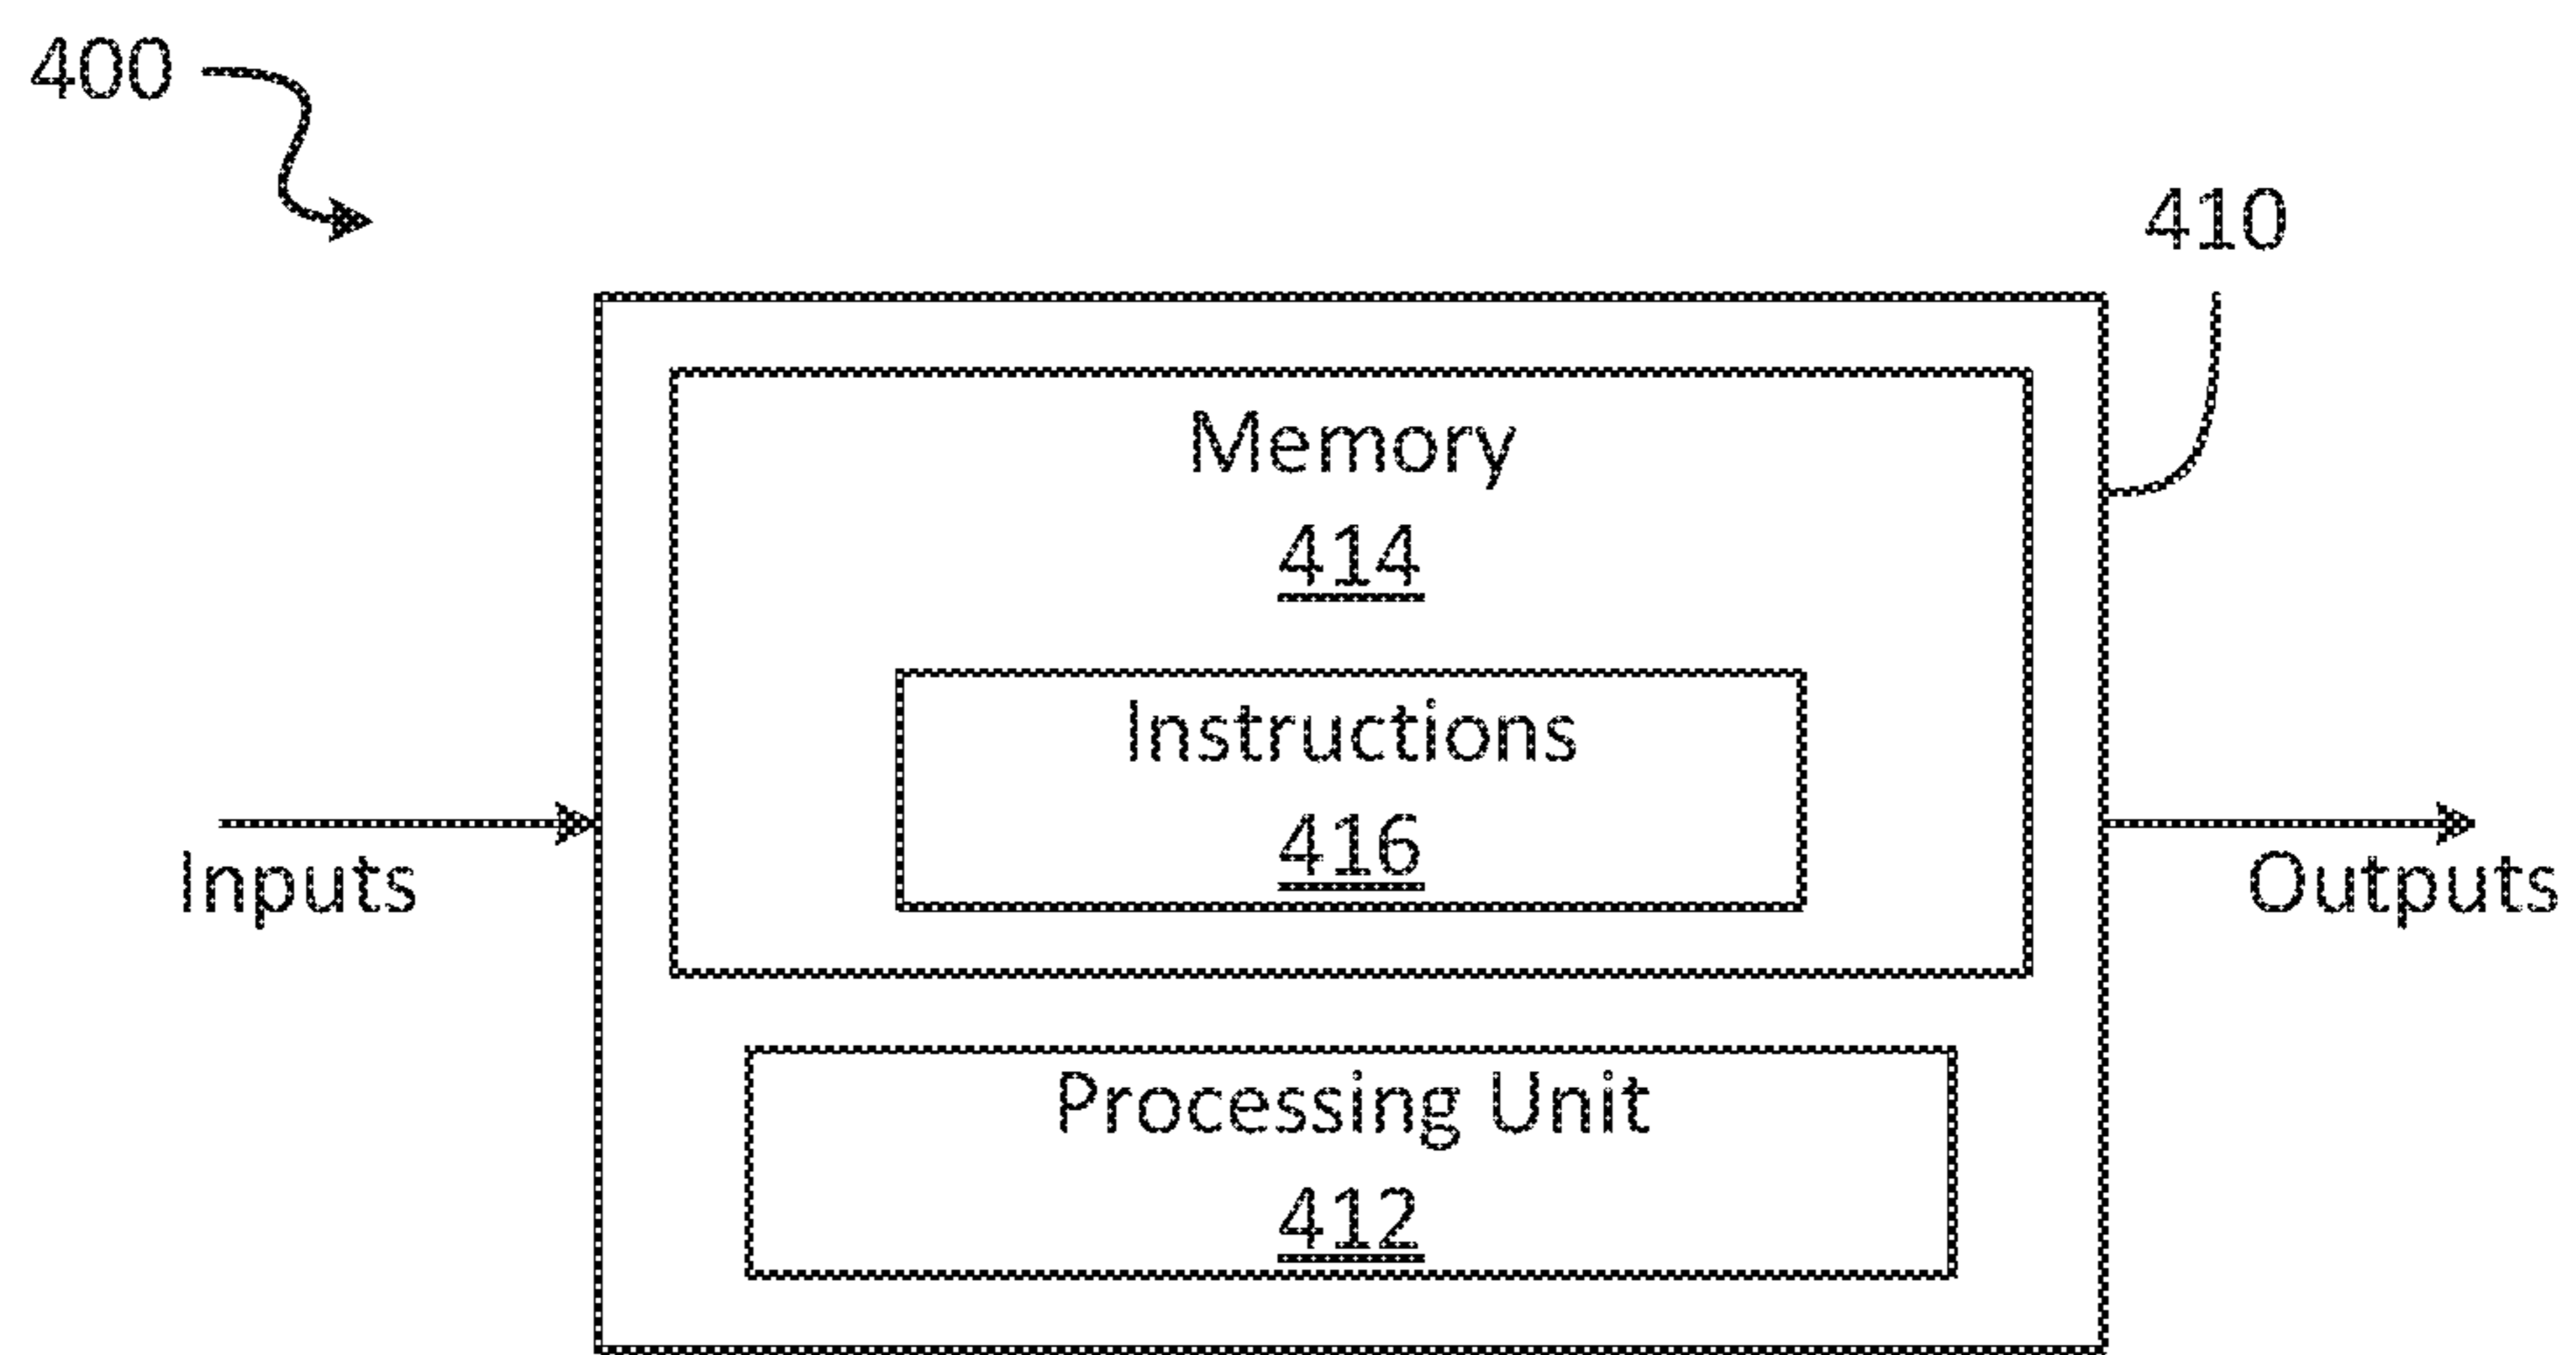 400
410
Memory
414
Instructions
416
Inputs
Outputs
Processing Unit
412